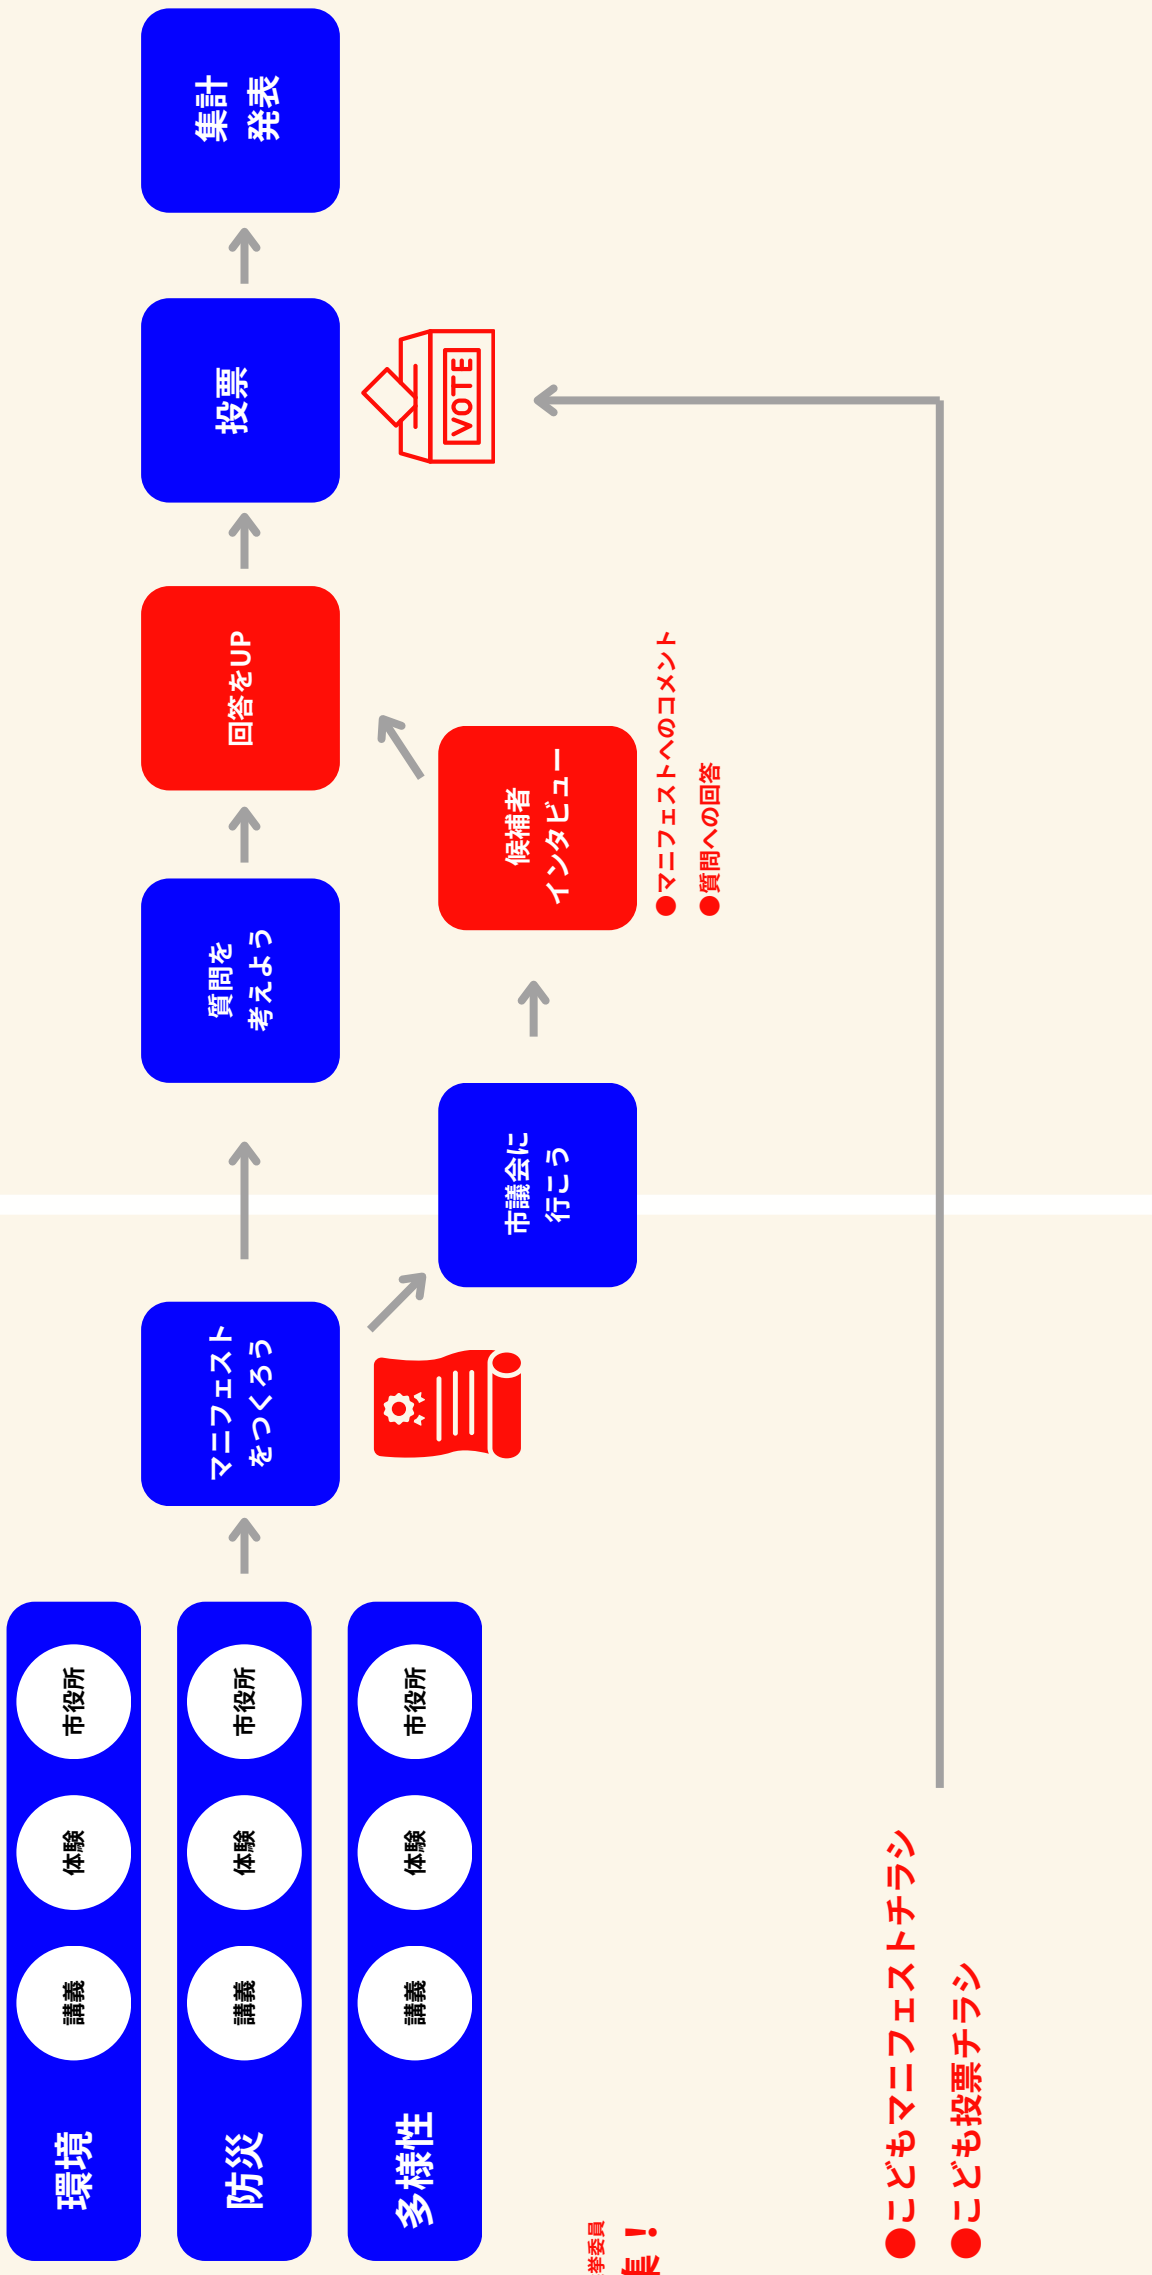 環境
講義
体験
市役所
防災
講義
体験
市役所
多様性
講義
体験
市役所
マニフェスト
をつくろう
質問を
考えよう
回答をUP
投票
集計
発表
VOTE
市議会に
行こう
候補者
インタビュー
●マニフェストへのコメント
●質問への回答
挙委員
集！
●こどもマニフェストチラシ
●こども投票チラシ